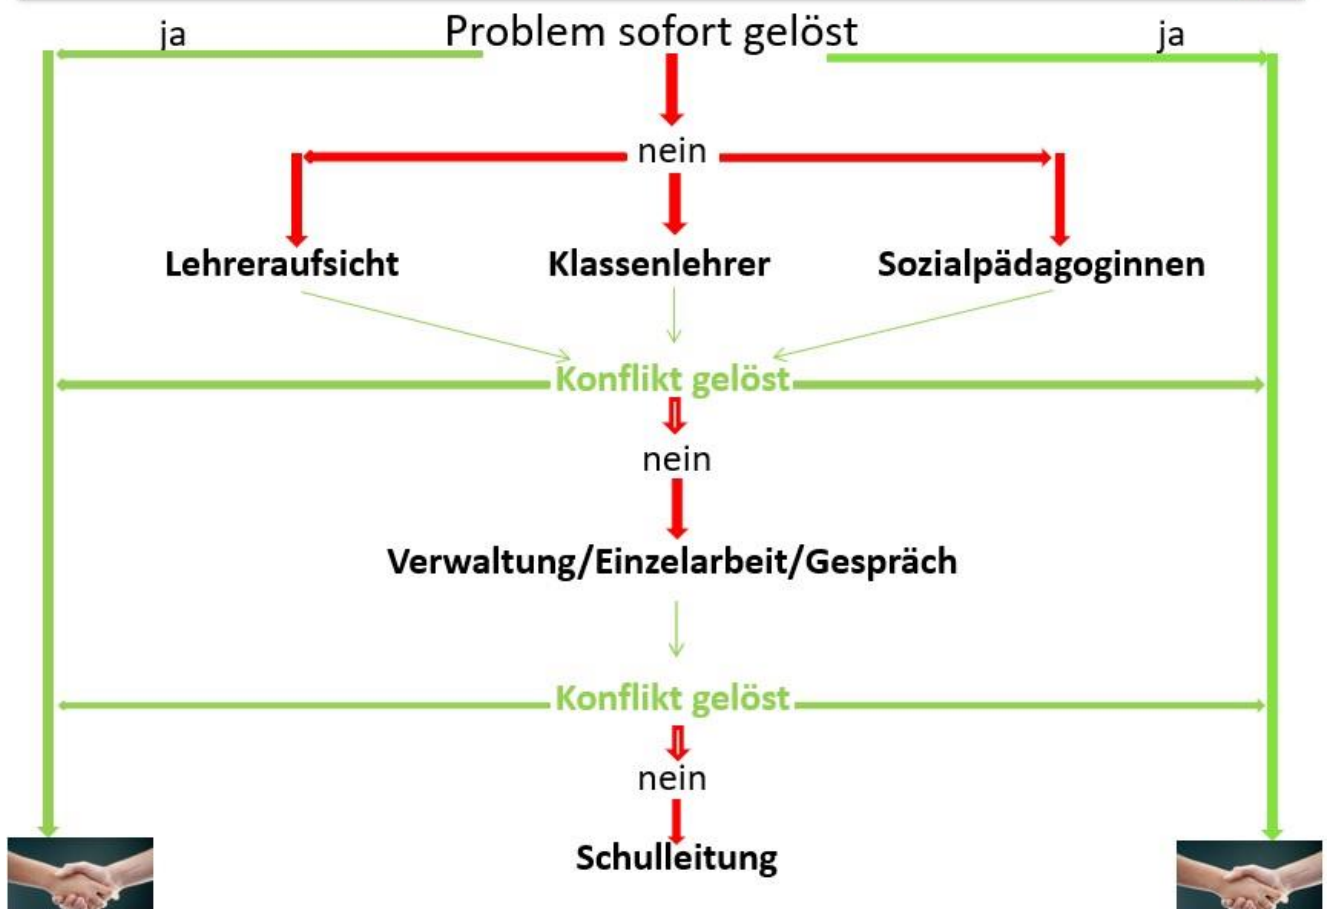 ja Problem sofort gelöst ja
nein
Lehreraufsicht Klassenlehrer Sozialpädagoginnen
Konflikt gelöst
nein
Verwaltung/Einzelarbeit/Gespräch
Konflikt gelöst
nein
Schulleitung